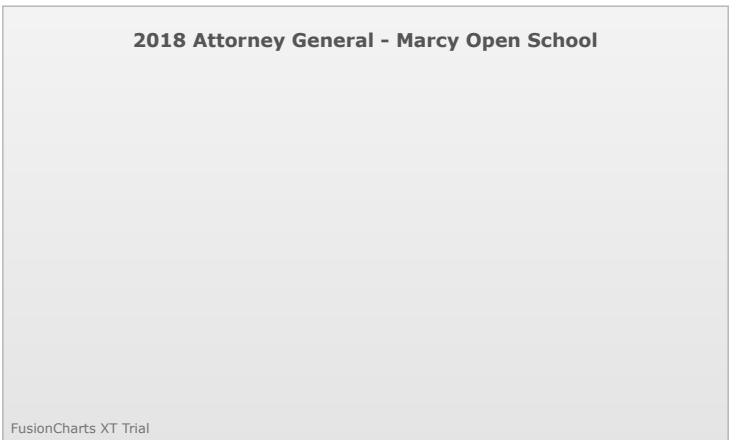 2018 Attorney General - Marcy Open School
FusionCharts XT Trial